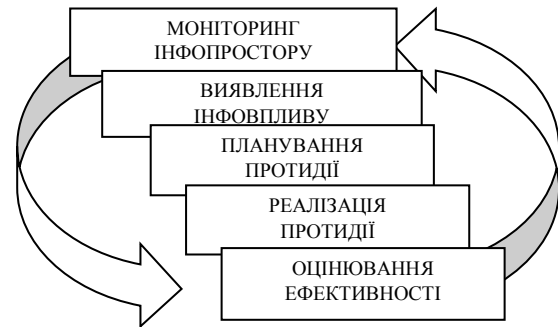 МОНІТОРИНГ
ІНФОПРОСТОРУ
ВИЯВЛЕННЯ
ІНФОВПЛИВУ
ПЛАНУВАННЯ
ПРОТИДІЇ
РЕАЛІЗАЦІЯ
ПРОТИДІЇ
ОЦІНЮВАННЯ
ЕФЕКТИВНОСТІ